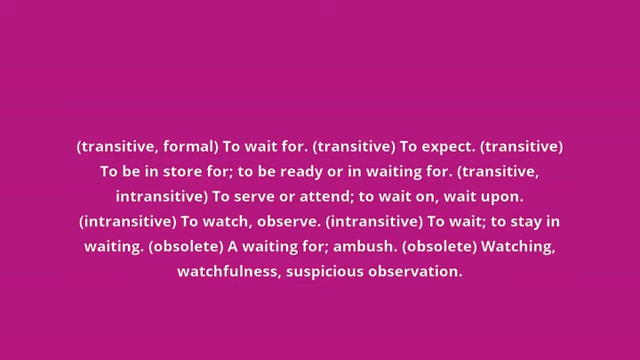 (transitive, formal) To wait for. (transitive) To expect. (transitive)
To be in store for; to be ready or in waiting for. (transitive,
intransitive) To serve or attend; to wait on, wait upon.
(intransitive) To watch, observe. (intransitive) To wait; to stay in
waiting. (obsolete) A waiting for; ambush. (obsolete) Watching,
watchfulness, suspicious observation.